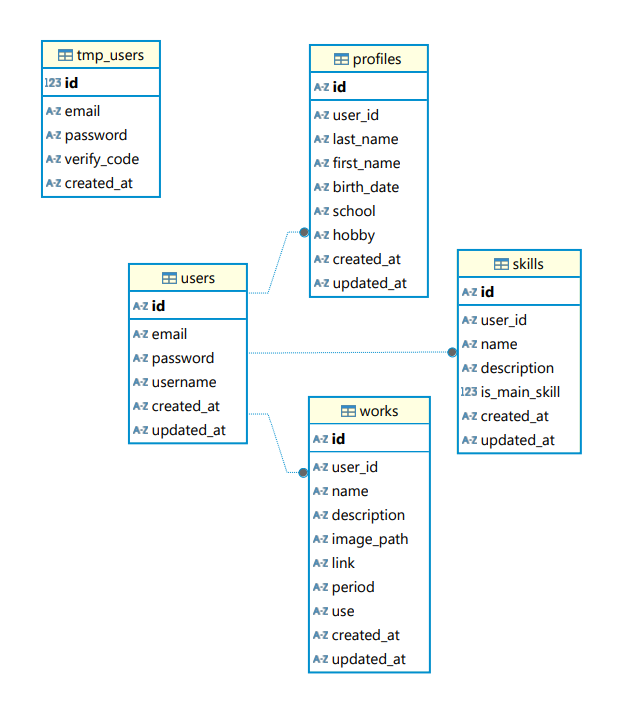 tmp_users
123 id
A-Z email
A-Z password
A-Z verify_code
A-Z created_at
profiles
A-Z id
A-Z user_id
A-Z last_name
A-Z first_name
A-Z birth_date
A-Z school
A-Z hobby
A-Z created_at
A-Z updated_at
users
A-Z id
A-Z email
A-Z password
A-Z username
A-Z created_at
A-Z updated_at
skills
A-Z id
A-Z user_id
A-Z name
A-Z description
123 is_main_skill
A-Z created_at
A-Z updated_at
works
A-Z id
A-Z user_id
A-Z name
A-Z description
A-Z image_path
A-Z link
A-Z period
A-Z use
A-Z created_at
A-Z updated_at